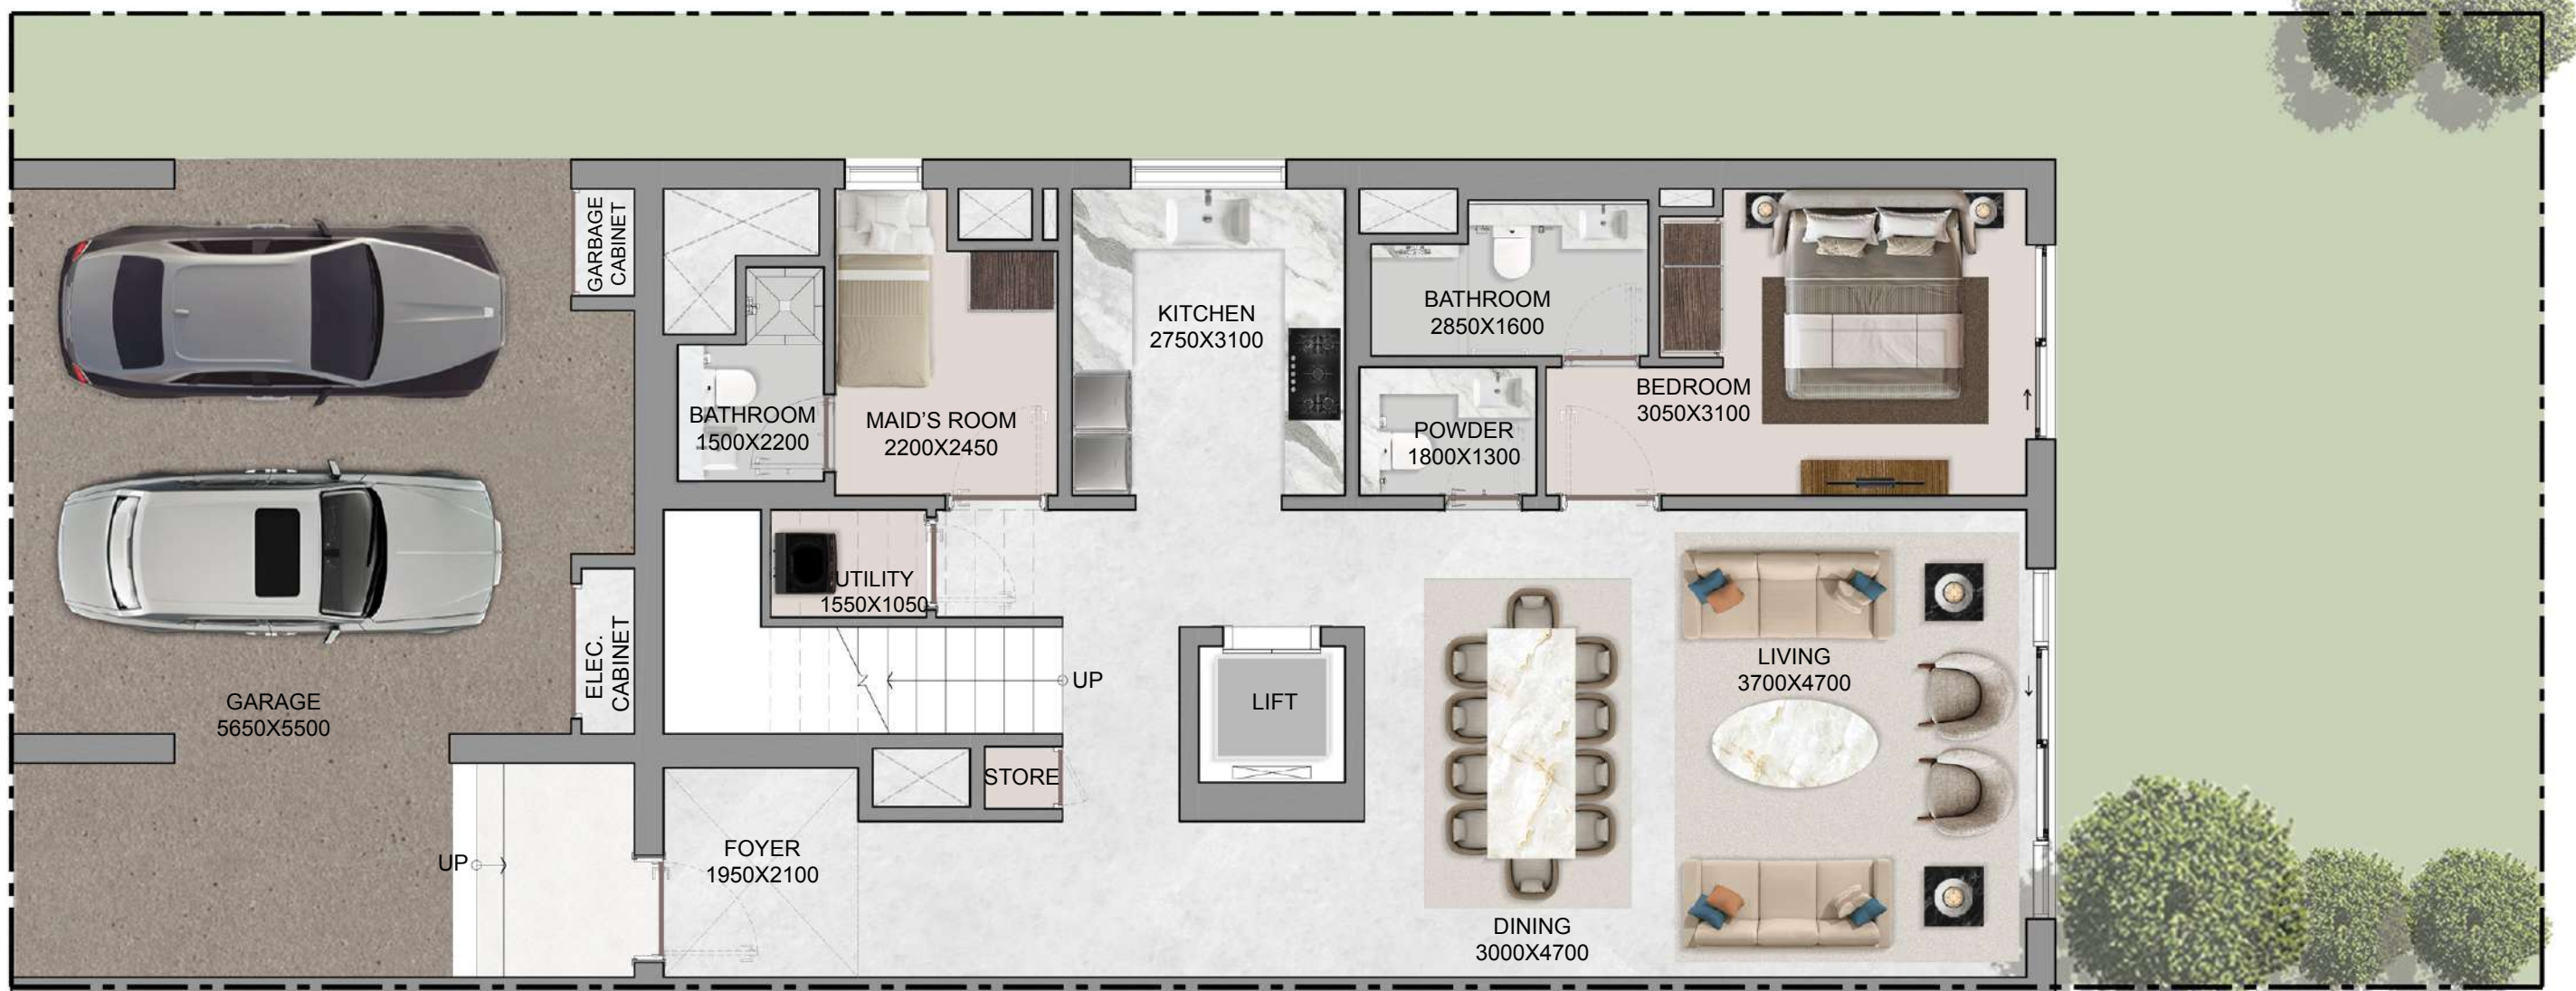 GARBAGE
CABINET
BATHROOM
1500X2200
MAID'S ROOM
2200X2450
KITCHEN
2750X3100
BATHROOM
2850X1600
POWDER
1800X1300
BEDROOM
3050X3100
UTILITY
1550X1050
ELEC.
CABINET
GARAGE
5650X5500
UP
LIFT
LIVING
3700X4700
STORE
UP
FOYER
1950X2100
DINING
3000X4700